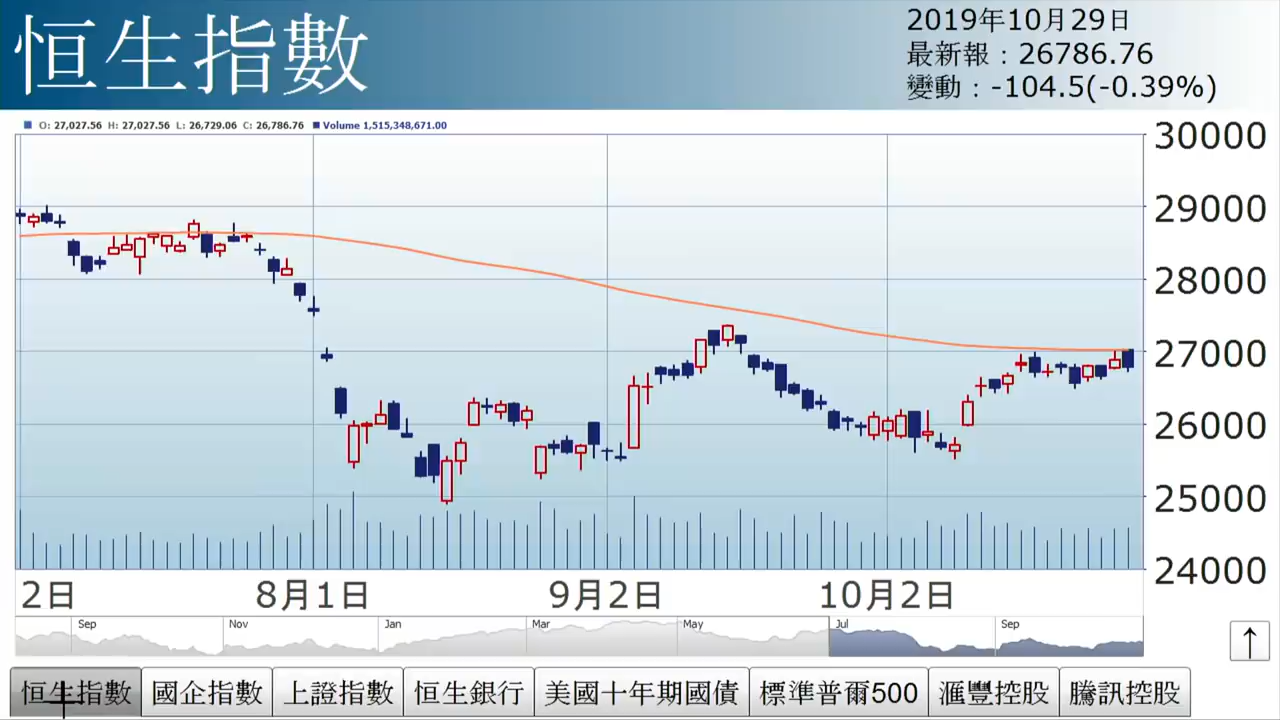 恒生指數
2019年10月29日
最新報：26786.76
變動：-104.5(-0.39%)
O: 27,027.56 H: 27,027.56 L: 26,729.06 C: 26,786.76 Volume 1,515,348,671.00
30000
29000
28000
27000
26000
25000
24000
2日 8月1日 9月2日 10月2日
Sep Nov Jan Mar May Jul Sep
↑
恒生指數 國企指數 上證指數 恒生銀行 美國十年期國債 標準普爾500 滙豐控股 騰訊控股